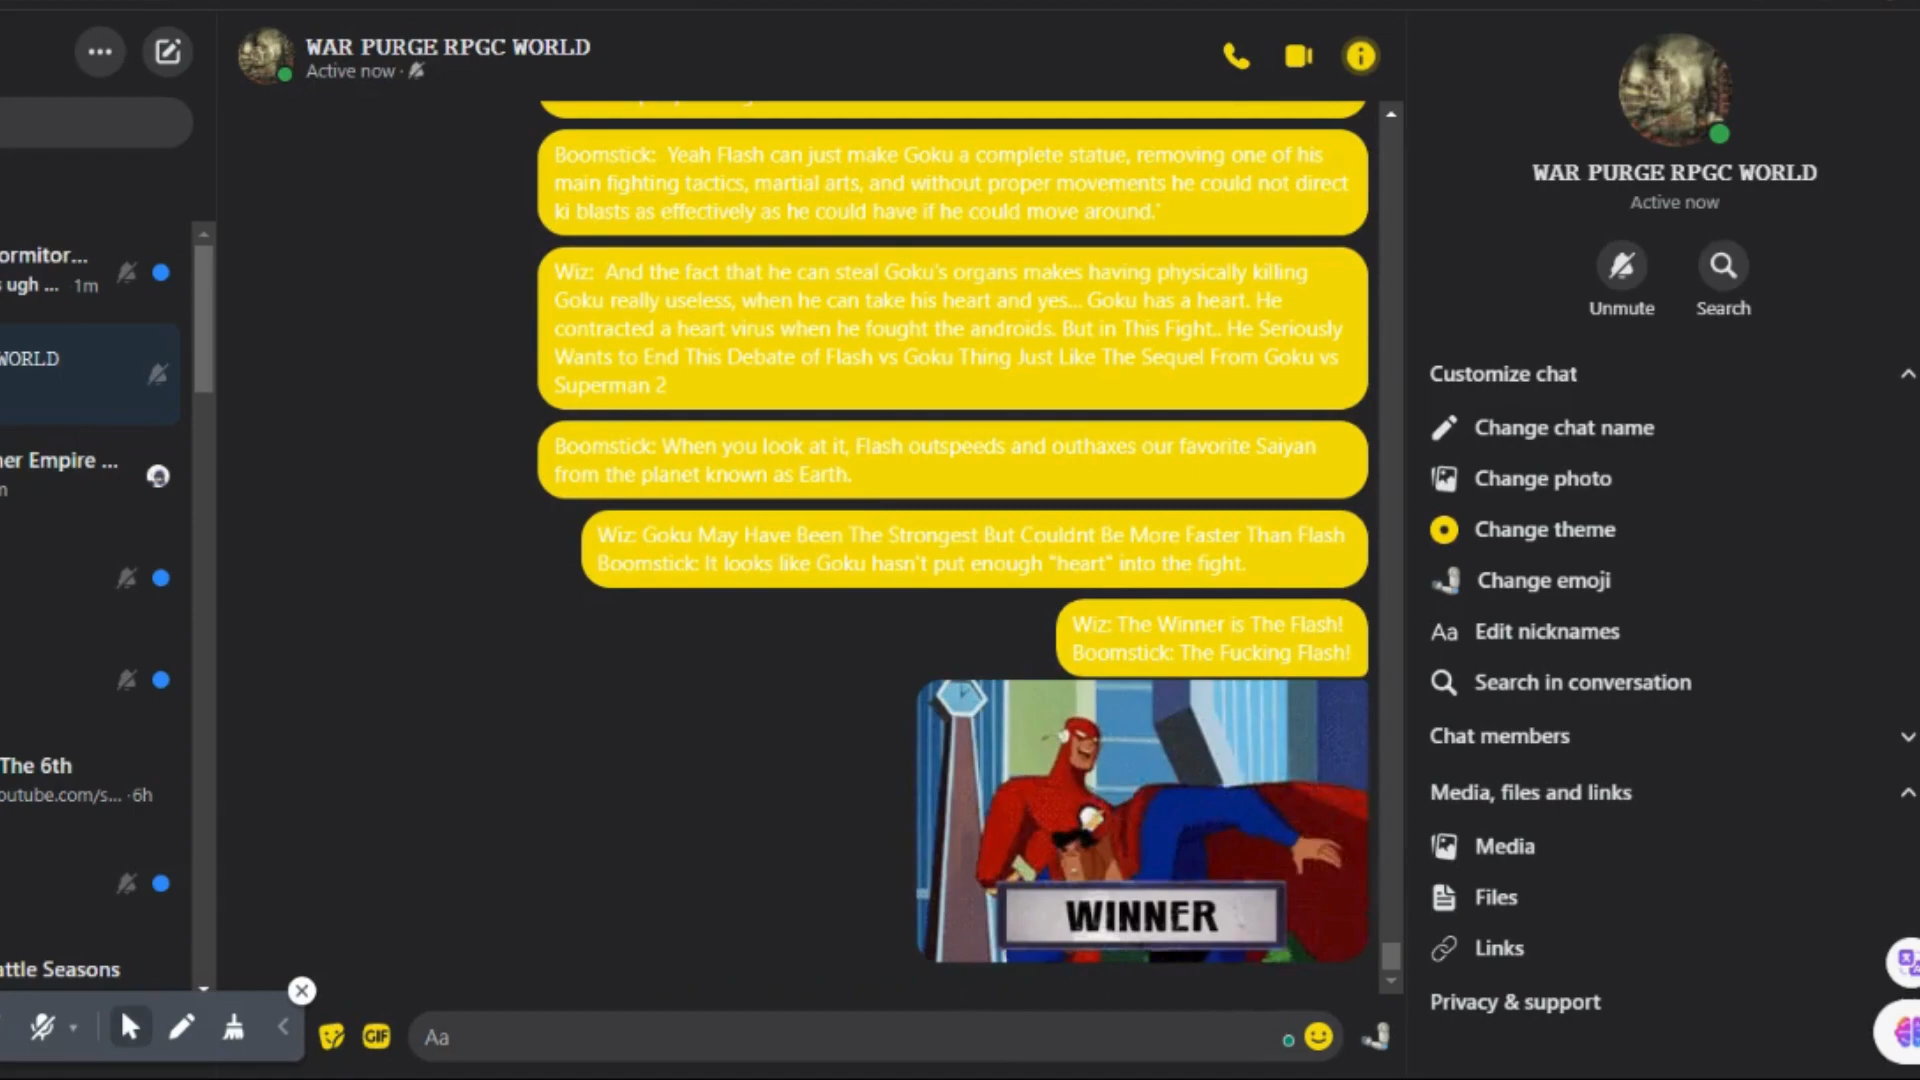 WAR PURGE RPGC WORLD
Active now ·
ormitor...
s ugh ... 1m
WORLD
ner Empire ...
m
The 6th
outube.com/s... · 6h
attle Seasons
Boomstick:  Yeah Flash can just make Goku a complete statue, removing one of his
main fighting tactics, martial arts, and without proper movements he could not direct
ki blasts as effectively as he could have if he could move around."
Wiz:  And the fact that he can steal Goku's organs makes having physically killing
Goku really useless, when he can take his heart and yes... Goku has a heart. He
contracted a heart virus when he fought the androids. But in This Fight.. He Seriously
Wants to End This Debate of Flash vs Goku Thing Just Like The Sequel From Goku vs
Superman 2
Boomstick: When you look at it, Flash outspeeds and outhaxes our favorite Saiyan
from the planet known as Earth.
Wiz: Goku May Have Been The Strongest But Couldnt Be More Faster Than Flash
Boomstick: It looks like Goku hasn't put enough "heart" into the fight.
Wiz: The Winner is The Flash!
Boomstick: The Fucking Flash!
WINNER
GIF
Aa
WAR PURGE RPGC WORLD
Active now
Unmute
Search
Customize chat
Change chat name
Change photo
Change theme
Change emoji
Aa Edit nicknames
Search in conversation
Chat members
Media, files and links
Media
Files
Links
Privacy & support